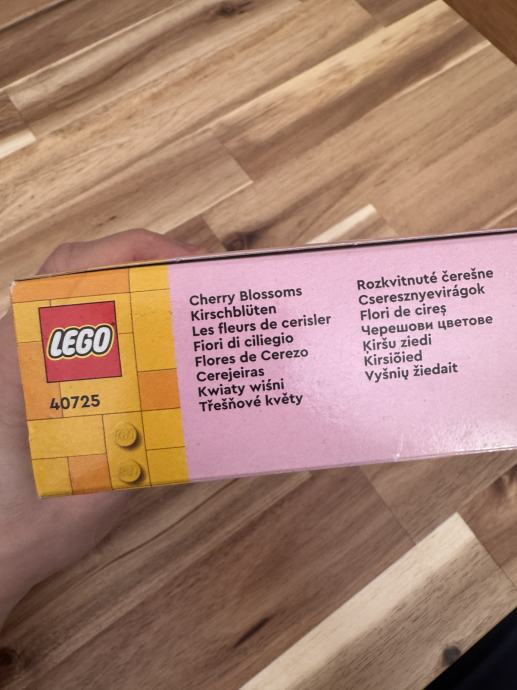 LEGO
40725
Cherry Blossoms
Kirschblüten
Les fleurs de cerisier
Fiori di ciliegio
Flores de Cerezo
Cerejeiras
Kwiaty wiśni
Třešňové květy
Rozkvitnuté čerešne
Cseresznyevirágok
Flori de cireș
Черешови цветове
Ķiršu ziedi
Kirsiõied
Vyšnių žiedait